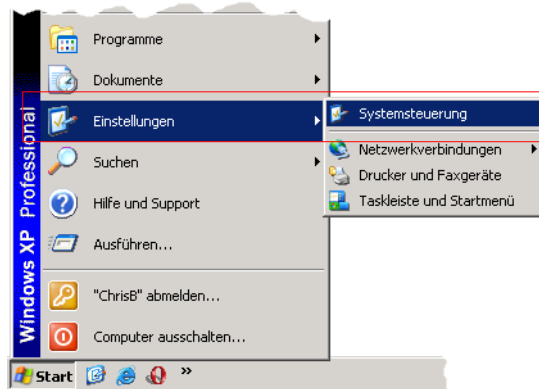 Programme
Dokumente
Einstellungen
Suchen
Hilfe und Support
Ausführen...
"ChrisB" abmelden...
Computer ausschalten...
Windows XP Professional
Systemsteuerung
Netzwerkverbindungen
Drucker und Faxgeräte
Taskleiste und Startmenü
Start
»